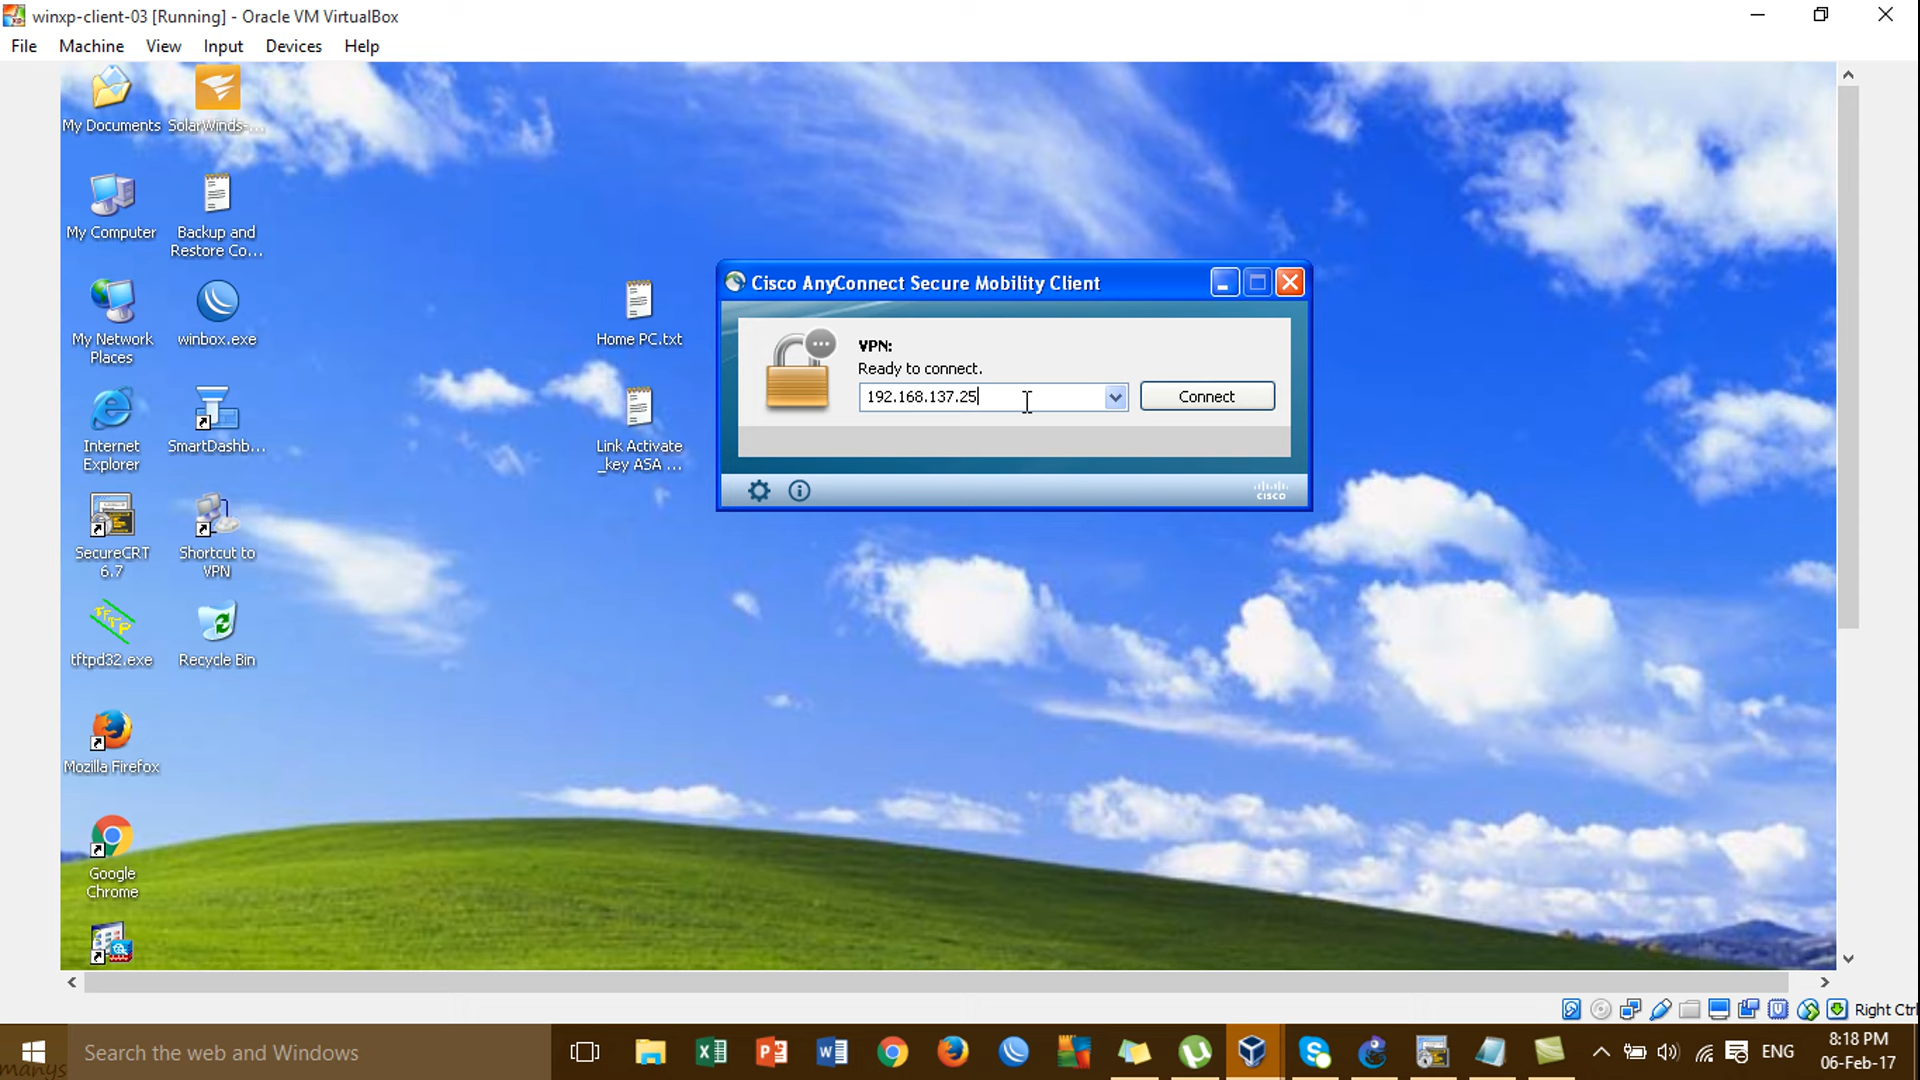 winxp-client-03 [Running] - Oracle VM VirtualBox
File Machine View Input Devices Help
My Documents
SolarWinds-...
My Computer
Backup and
Restore Co...
My Network
Places
winbox.exe
Home PC.txt
Internet
Explorer
SmartDashb...
Link Activate
_key ASA ...
SecureCRT
6.7
Shortcut to
VPN
tftpd32.exe
Recycle Bin
Mozilla Firefox
Google
Chrome
Cisco AnyConnect Secure Mobility Client
VPN:
Ready to connect.
192.168.137.25
Connect
CISCO
Right Ctrl
Search the web and Windows
manys
ENG
8:18 PM
06-Feb-17